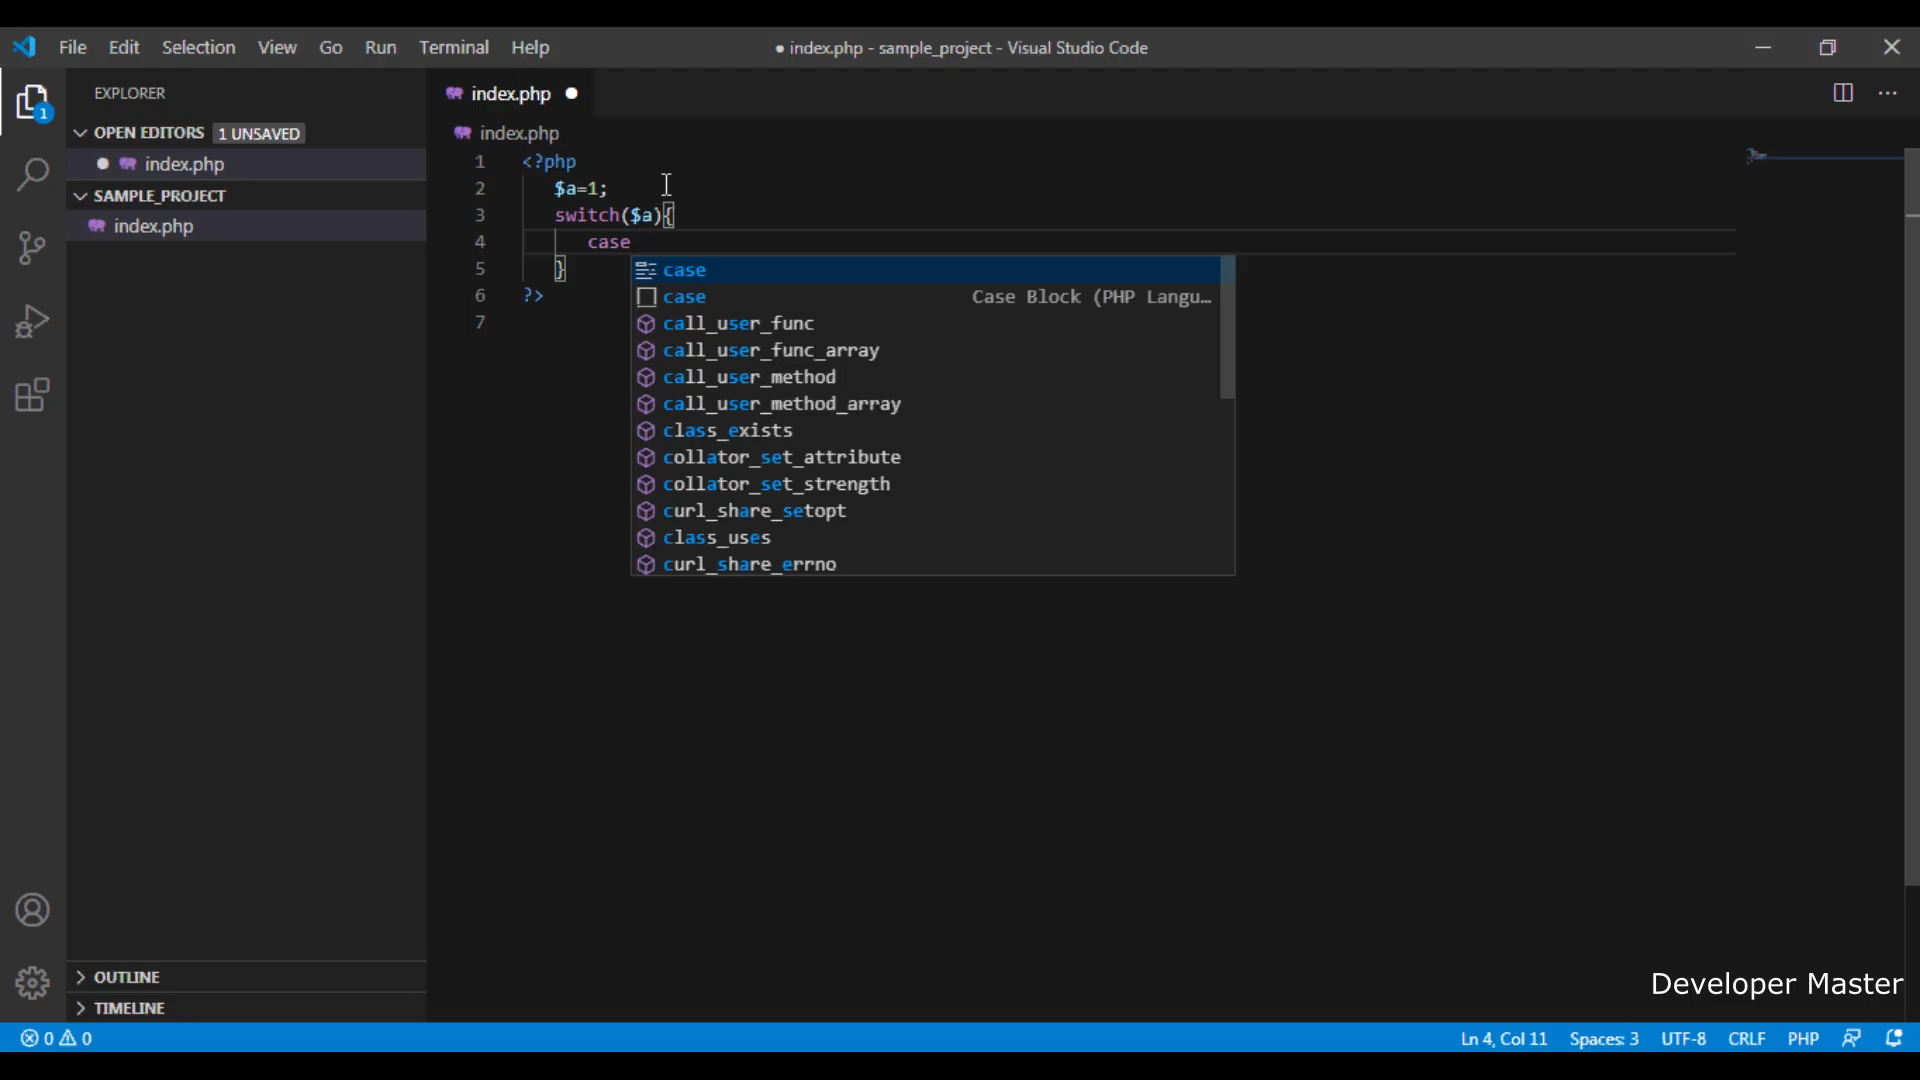 File Edit Selection View Go Run Terminal Help
● index.php - sample_project - Visual Studio Code
EXPLORER
index.php ●
1
OPEN EDITORS 1 UNSAVED
index.php
index.php
SAMPLE_PROJECT
index.php
1 <?php
2 $a=1;
3 switch($a){
4 case
5 }
6 ?>
7
case
case Case Block (PHP Langu…
call_user_func
call_user_func_array
call_user_method
call_user_method_array
class_exists
collator_set_attribute
collator_set_strength
curl_share_setopt
class_uses
curl_share_errno
OUTLINE
TIMELINE
Developer Master
0 0
Ln 4, Col 11 Spaces: 3 UTF-8 CRLF PHP